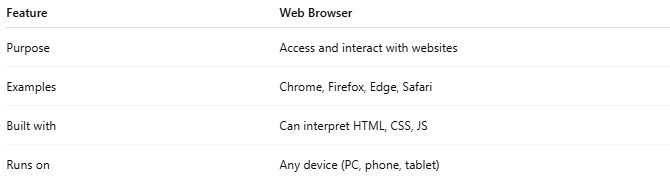 Feature Web Browser
Purpose Access and interact with websites
Examples Chrome, Firefox, Edge, Safari
Built with Can interpret HTML, CSS, JS
Runs on Any device (PC, phone, tablet)